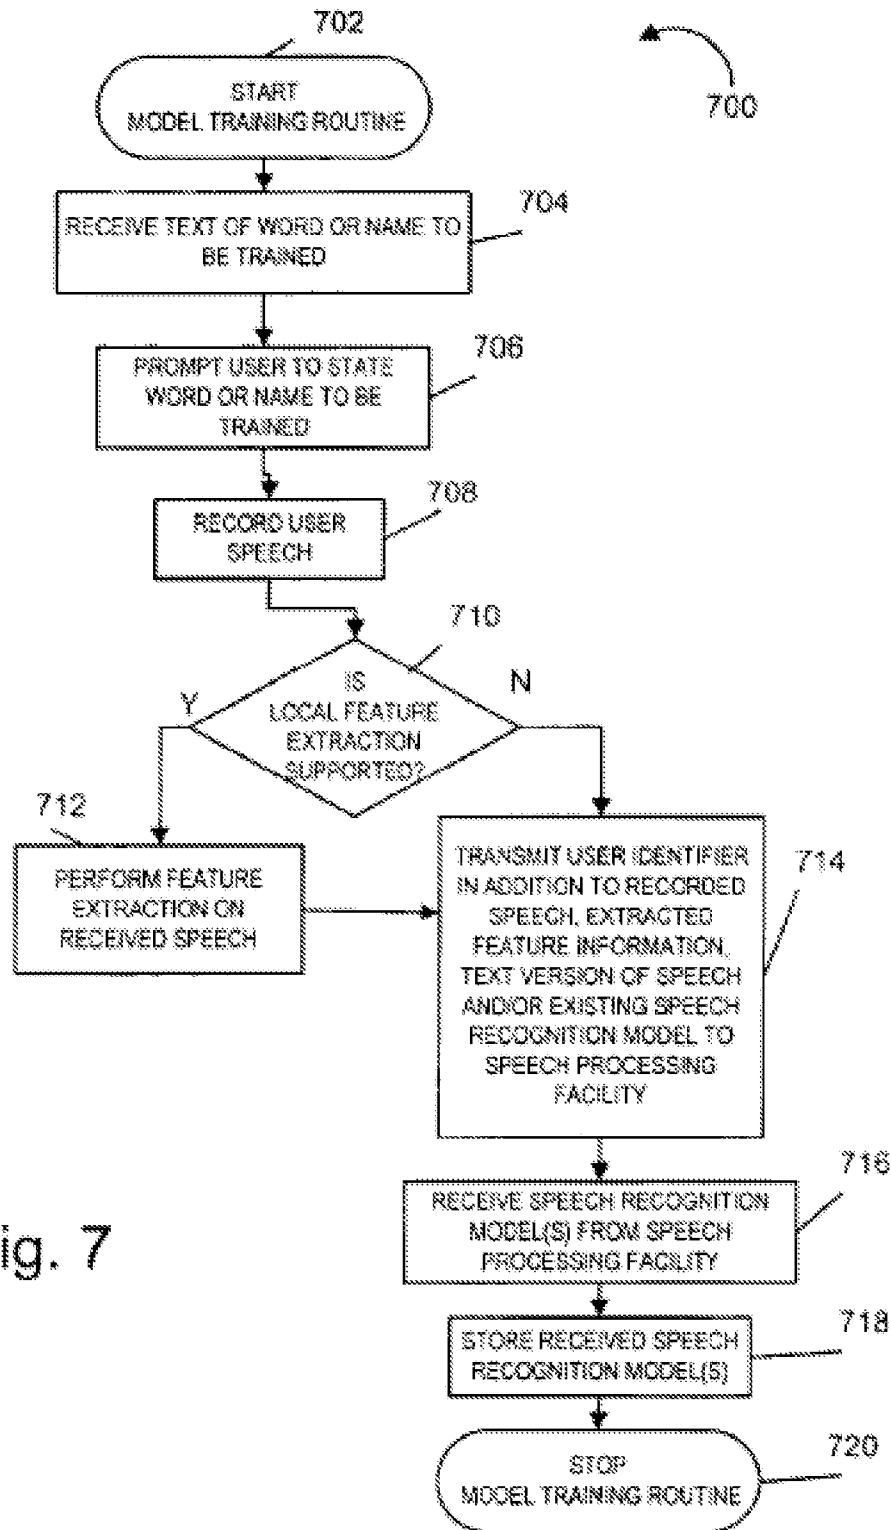 702
700
START
MODEL TRAINING ROUTINE
704
RECEIVE TEXT OF WORD OR NAME TO
BE TRAINED
706
PROMPT USER TO STATE
WORD OR NAME TO BE
TRAINED
708
RECORD USER
SPEECH
710
Y
N
IS
LOCAL FEATURE
EXTRACTION
SUPPORTED?
712
PERFORM FEATURE
EXTRACTION ON
RECEIVED SPEECH
714
TRANSMIT USER IDENTIFIER
IN ADDITION TO RECORDED
SPEECH, EXTRACTED
FEATURE INFORMATION,
TEXT VERSION OF SPEECH
AND/OR EXISTING SPEECH
RECOGNITION MODEL TO
SPEECH PROCESSING
FACILITY
716
RECEIVE SPEECH RECOGNITION
MODEL(S) FROM SPEECH
PROCESSING FACILITY
ig. 7
718
STORE RECEIVED SPEECH
RECOGNITION MODEL(S)
720
STOP
MODEL TRAINING ROUTINE